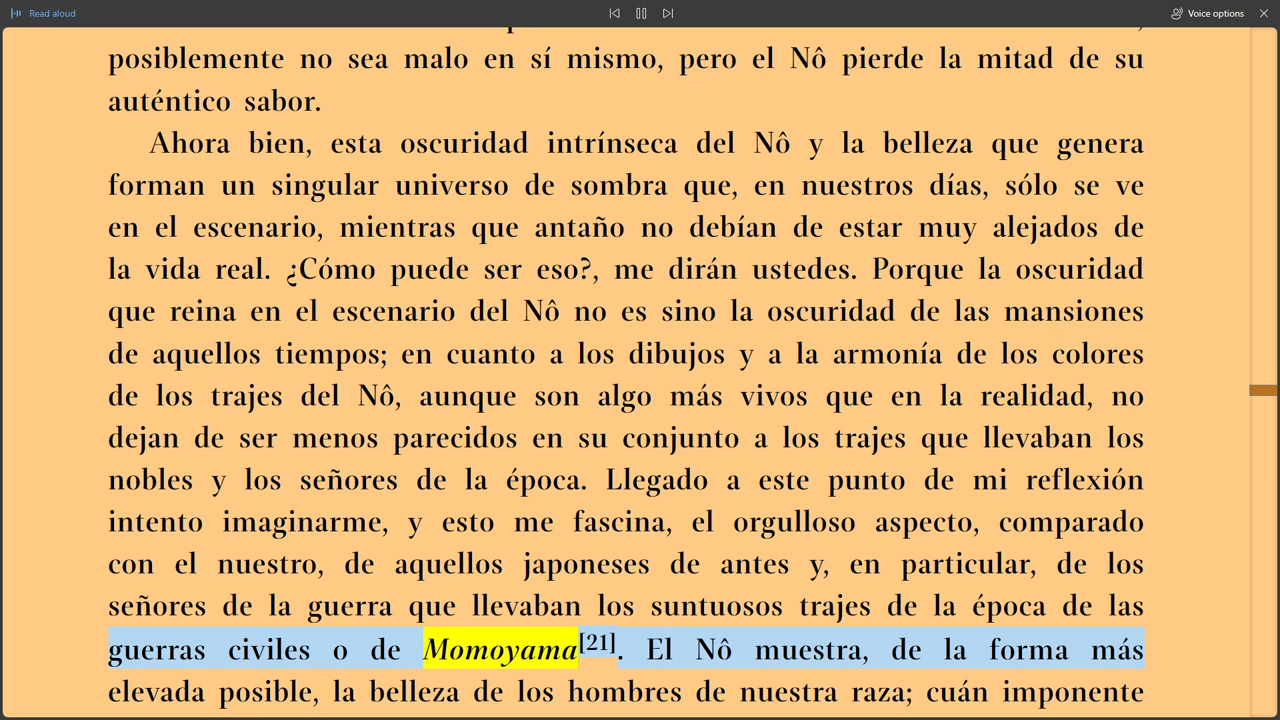 Read aloud
Voice options
posiblemente no sea malo en sí mismo, pero el Nô pierde la mitad de su
auténtico sabor.
Ahora bien, esta oscuridad intrínseca del Nô y la belleza que genera
forman un singular universo de sombra que, en nuestros días, sólo se ve
en el escenario, mientras que antaño no debían de estar muy alejados de
la vida real. ¿Cómo puede ser eso?, me dirán ustedes. Porque la oscuridad
que reina en el escenario del Nô no es sino la oscuridad de las mansiones
de aquellos tiempos; en cuanto a los dibujos y a la armonía de los colores
de los trajes del Nô, aunque son algo más vivos que en la realidad, no
dejan de ser menos parecidos en su conjunto a los trajes que llevaban los
nobles y los señores de la época. Llegado a este punto de mi reflexión
intento imaginarme, y esto me fascina, el orgulloso aspecto, comparado
con el nuestro, de aquellos japoneses de antes y, en particular, de los
señores de la guerra que llevaban los suntuosos trajes de la época de las
guerras civiles o de Momoyama[21]. El Nô muestra, de la forma más
elevada posible, la belleza de los hombres de nuestra raza; cuán imponente